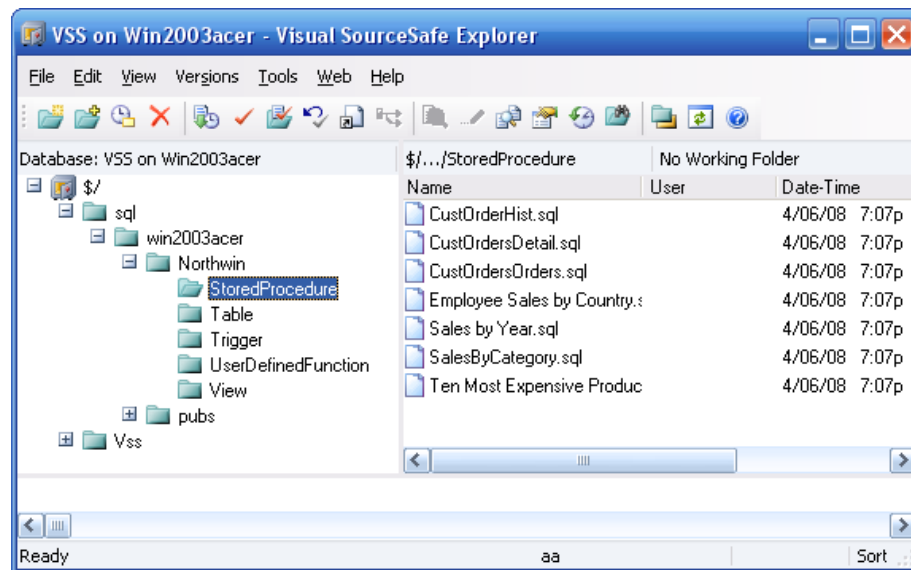 VSS on Win2003acer - Visual SourceSafe Explorer
File Edit View Versions Tools Web Help
Database: VSS on Win2003acer
$/.../StoredProcedure No Working Folder
Name User Date-Time
$/
sql
win2003acer
Northwin
StoredProcedure
Table
Trigger
UserDefinedFunction
View
pubs
Vss
CustOrderHist.sql 4/06/08 7:07p
CustOrdersDetail.sql 4/06/08 7:07p
CustOrdersOrders.sql 4/06/08 7:07p
Employee Sales by Country.s 4/06/08 7:07p
Sales by Year.sql 4/06/08 7:07p
SalesByCategory.sql 4/06/08 7:07p
Ten Most Expensive Produc 4/06/08 7:07p
Ready aa Sort